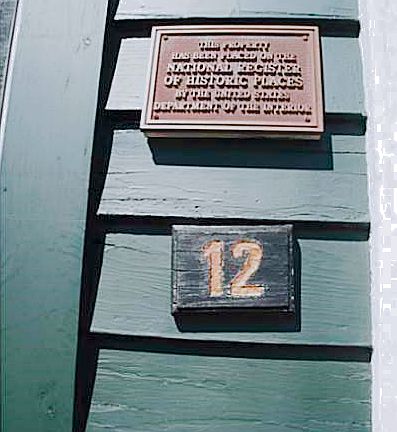 THIS PROPERTY
HAS BEEN PLACED ON THE
NATIONAL REGISTER
OF HISTORIC PLACES
BY THE UNITED STATES
DEPARTMENT OF THE INTERIOR
12